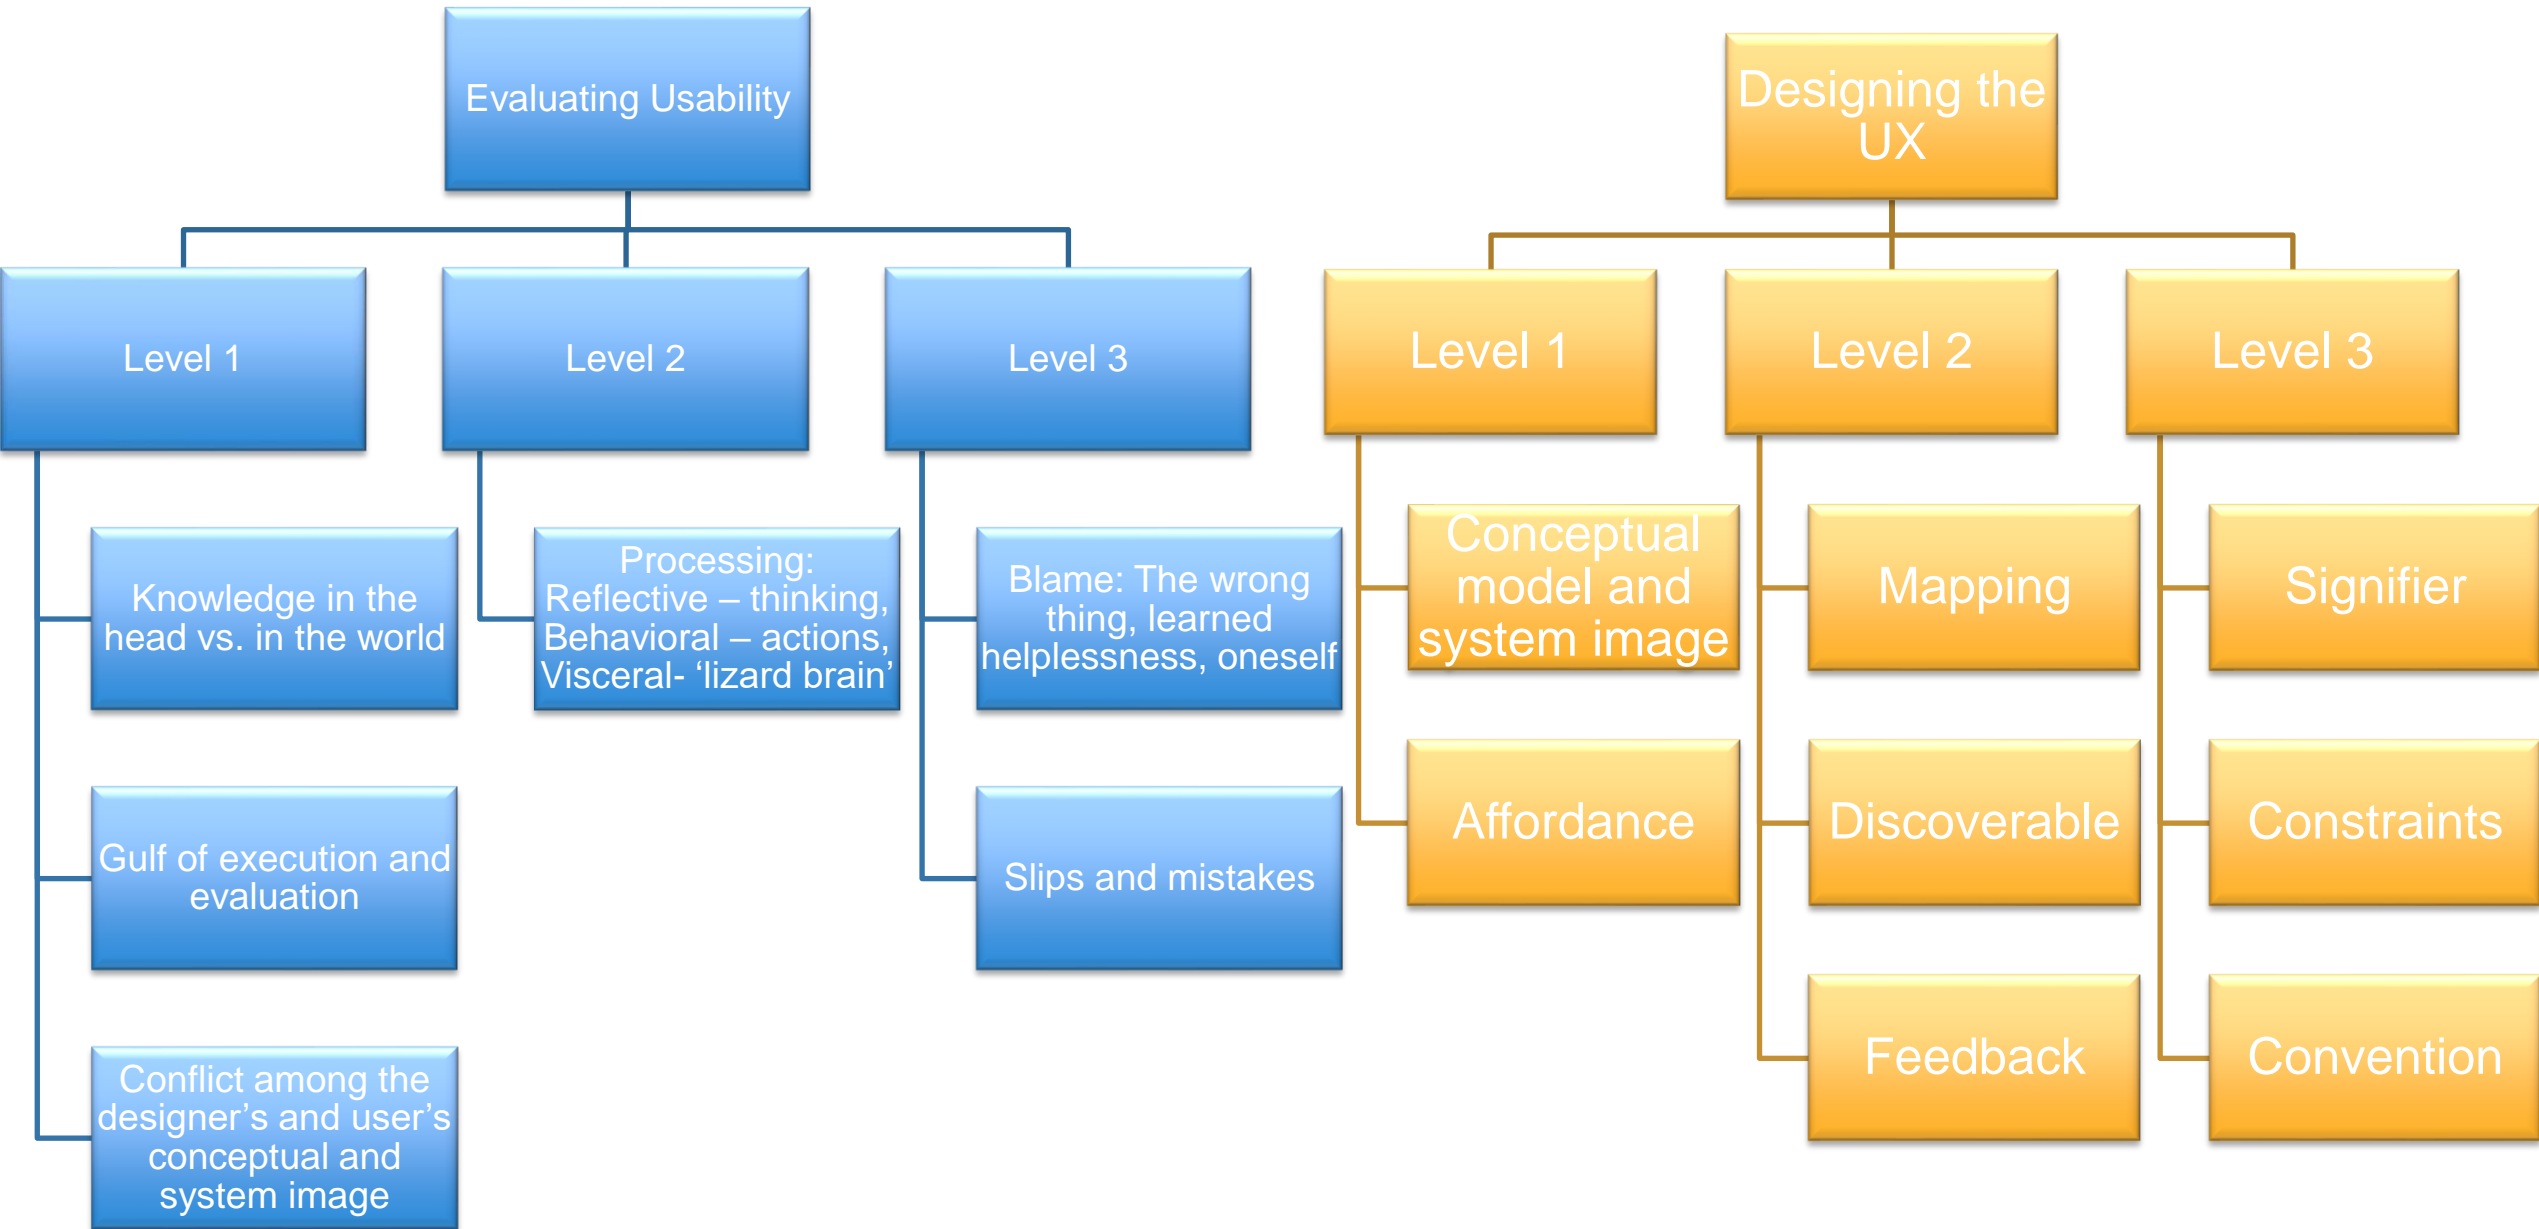 Evaluating Usability
Level 1
Knowledge in the
head vs. in the world
Gulf of execution and
evaluation
Conflict among the
designer’s and user’s
conceptual and
system image
Level 2
Processing:
Reflective – thinking,
Behavioral – actions,
Visceral- ‘lizard brain’
Level 3
Blame: The wrong
thing, learned
helplessness, oneself
Slips and mistakes
Designing the
UX
Level 1
Conceptual
model and
system image
Affordance
Level 2
Mapping
Discoverable
Feedback
Level 3
Signifier
Constraints
Convention